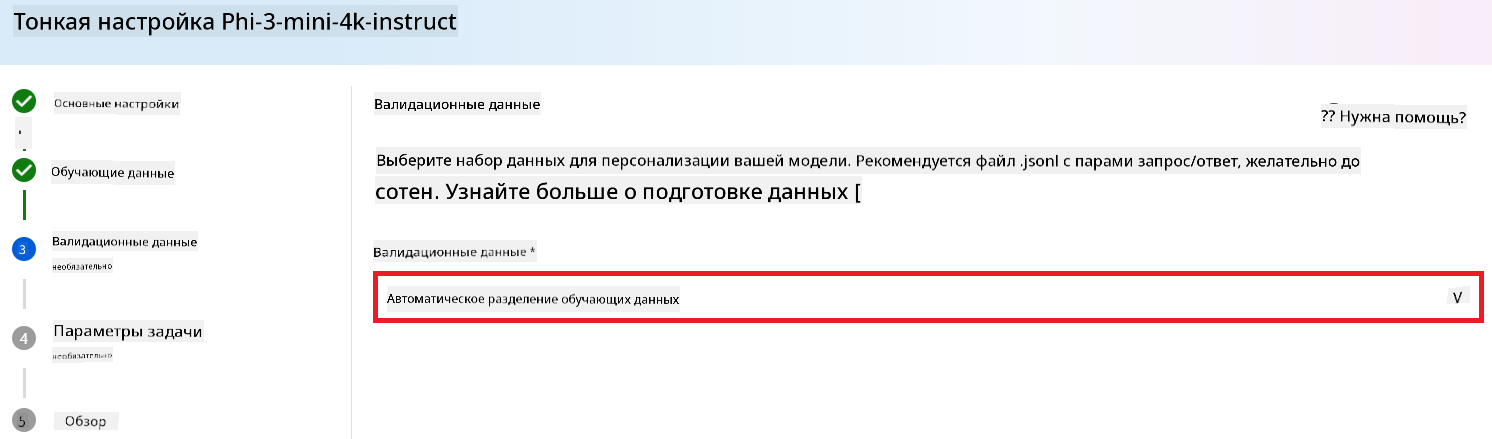 Тонкая настройка Phi-3-mini-4k-instruct
Основные настройки
Обучающие данные
3
Валидационные данные
необязательно
4
Параметры задачи
необязательно
5
Обзор
Валидационные данные
?? Нужна помощь?
Выберите набор данных для персонализации вашей модели. Рекомендуется файл .jsonl с парами запрос/ответ, желательно до
сотен. Узнайте больше о подготовке данных [
Валидационные данные *
Автоматическое разделение обучающих данных
V